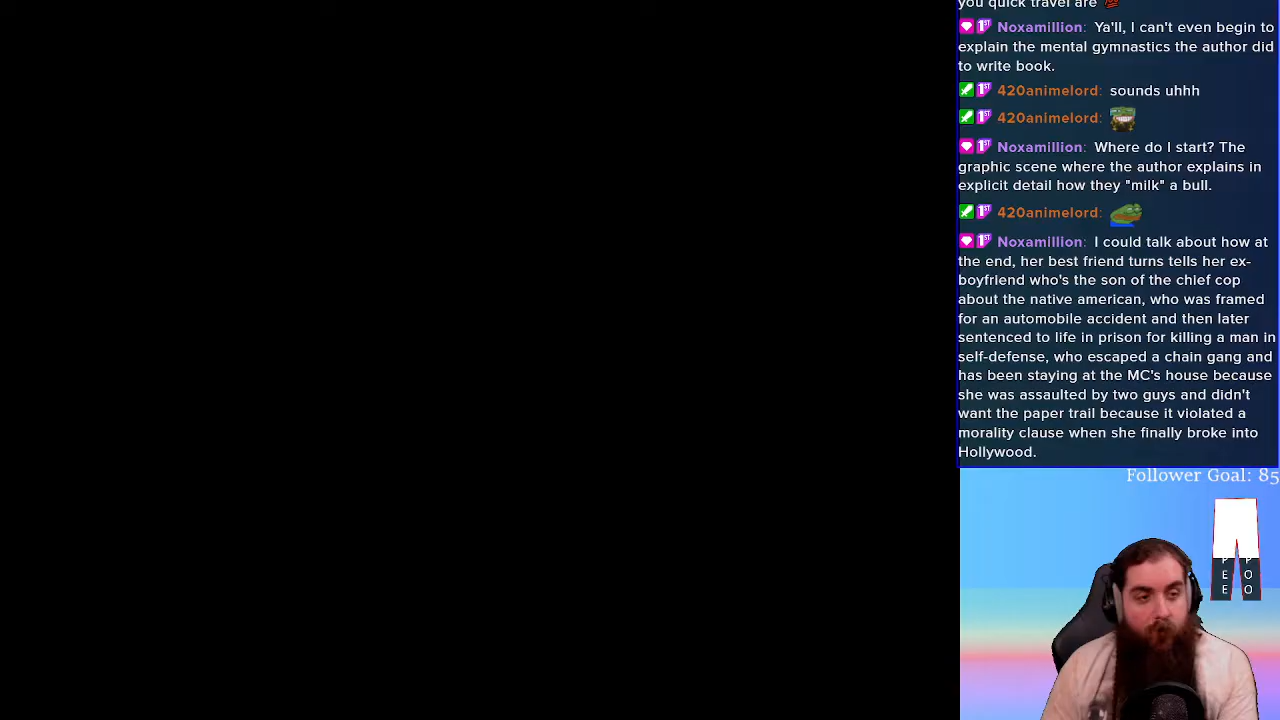 you quick travel are
Noxamillion: Ya'll, I can't even begin to
explain the mental gymnastics the author did
to write book.
420animelord: sounds uhhh
420animelord:
Noxamillion: Where do I start? The
graphic scene where the author explains in
explicit detail how they "milk" a bull.
420animelord:
Noxamillion: I could talk about how at
the end, her best friend turns tells her ex-
boyfriend who's the son of the chief cop
about the native american, who was framed
for an automobile accident and then later
sentenced to life in prison for killing a man in
self-defense, who escaped a chain gang and
has been staying at the MC's house because
she was assaulted by two guys and didn't
want the paper trail because it violated a
morality clause when she finally broke into
Hollywood.
Follower Goal: 85
P P
E O
E O